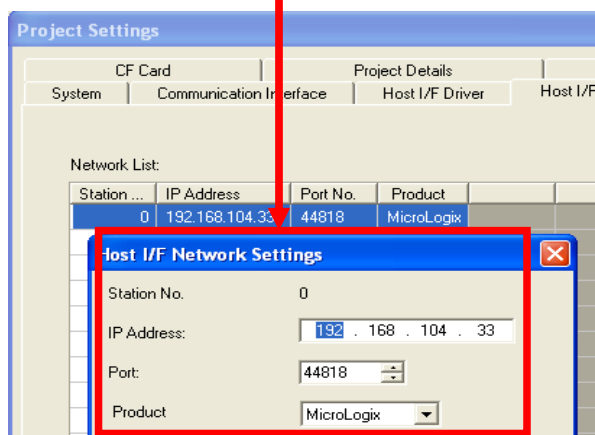 Project Settings
CF Card Project Details
System Communication Interface Host I/F Driver Host I/F
Network List:
Station ... IP Address Port No. Product
0 192.168.104.33 44818 MicroLogix
Host I/F Network Settings
Station No. 0
IP Address: 192 . 168 . 104 . 33
Port: 44818
Product MicroLogix